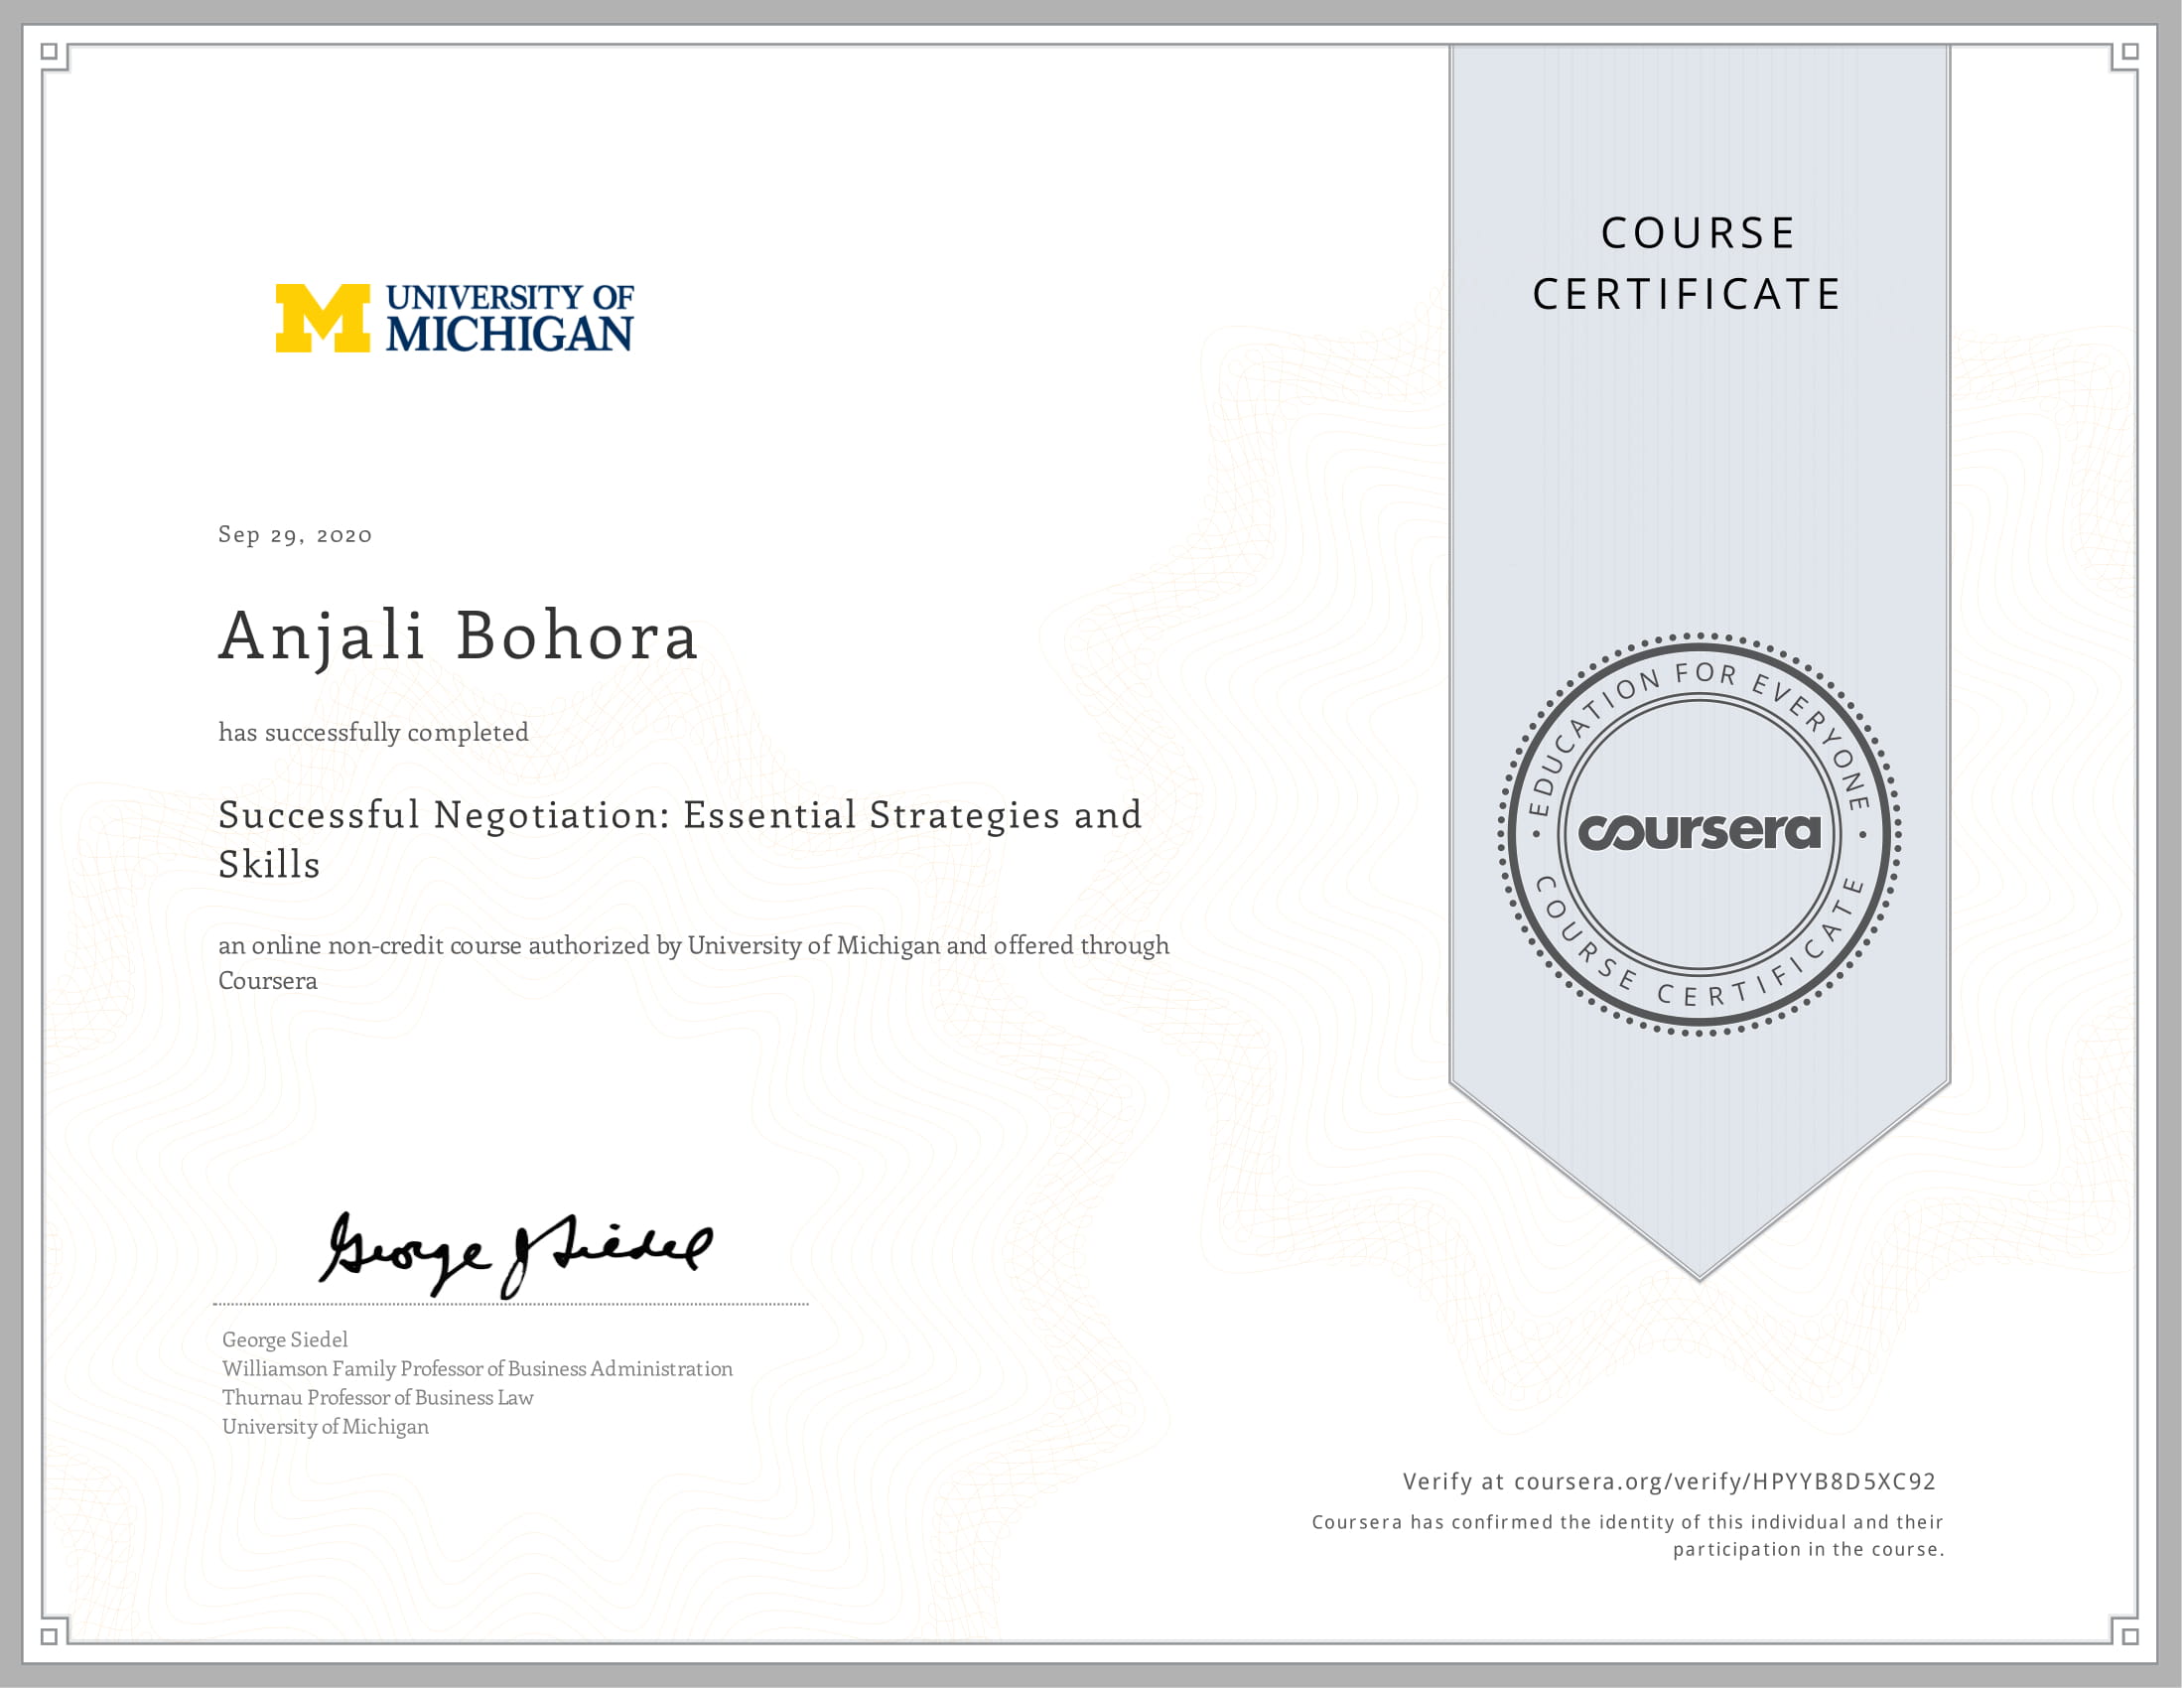 UNIVERSITY OF
MICHIGAN
COURSE
CERTIFICATE
Sep 29, 2020
Anjali Bohora
has successfully completed
Successful Negotiation: Essential Strategies and
Skills
an online non-credit course authorized by University of Michigan and offered through
Coursera
EDUCATION FOR EVERYONE
coursera
COURSE CERTIFICATE
George J Siedel
George Siedel
Williamson Family Professor of Business Administration
Thurnau Professor of Business Law
University of Michigan
Verify at coursera.org/verify/HPYYB8D5XC92
Coursera has confirmed the identity of this individual and their
participation in the course.